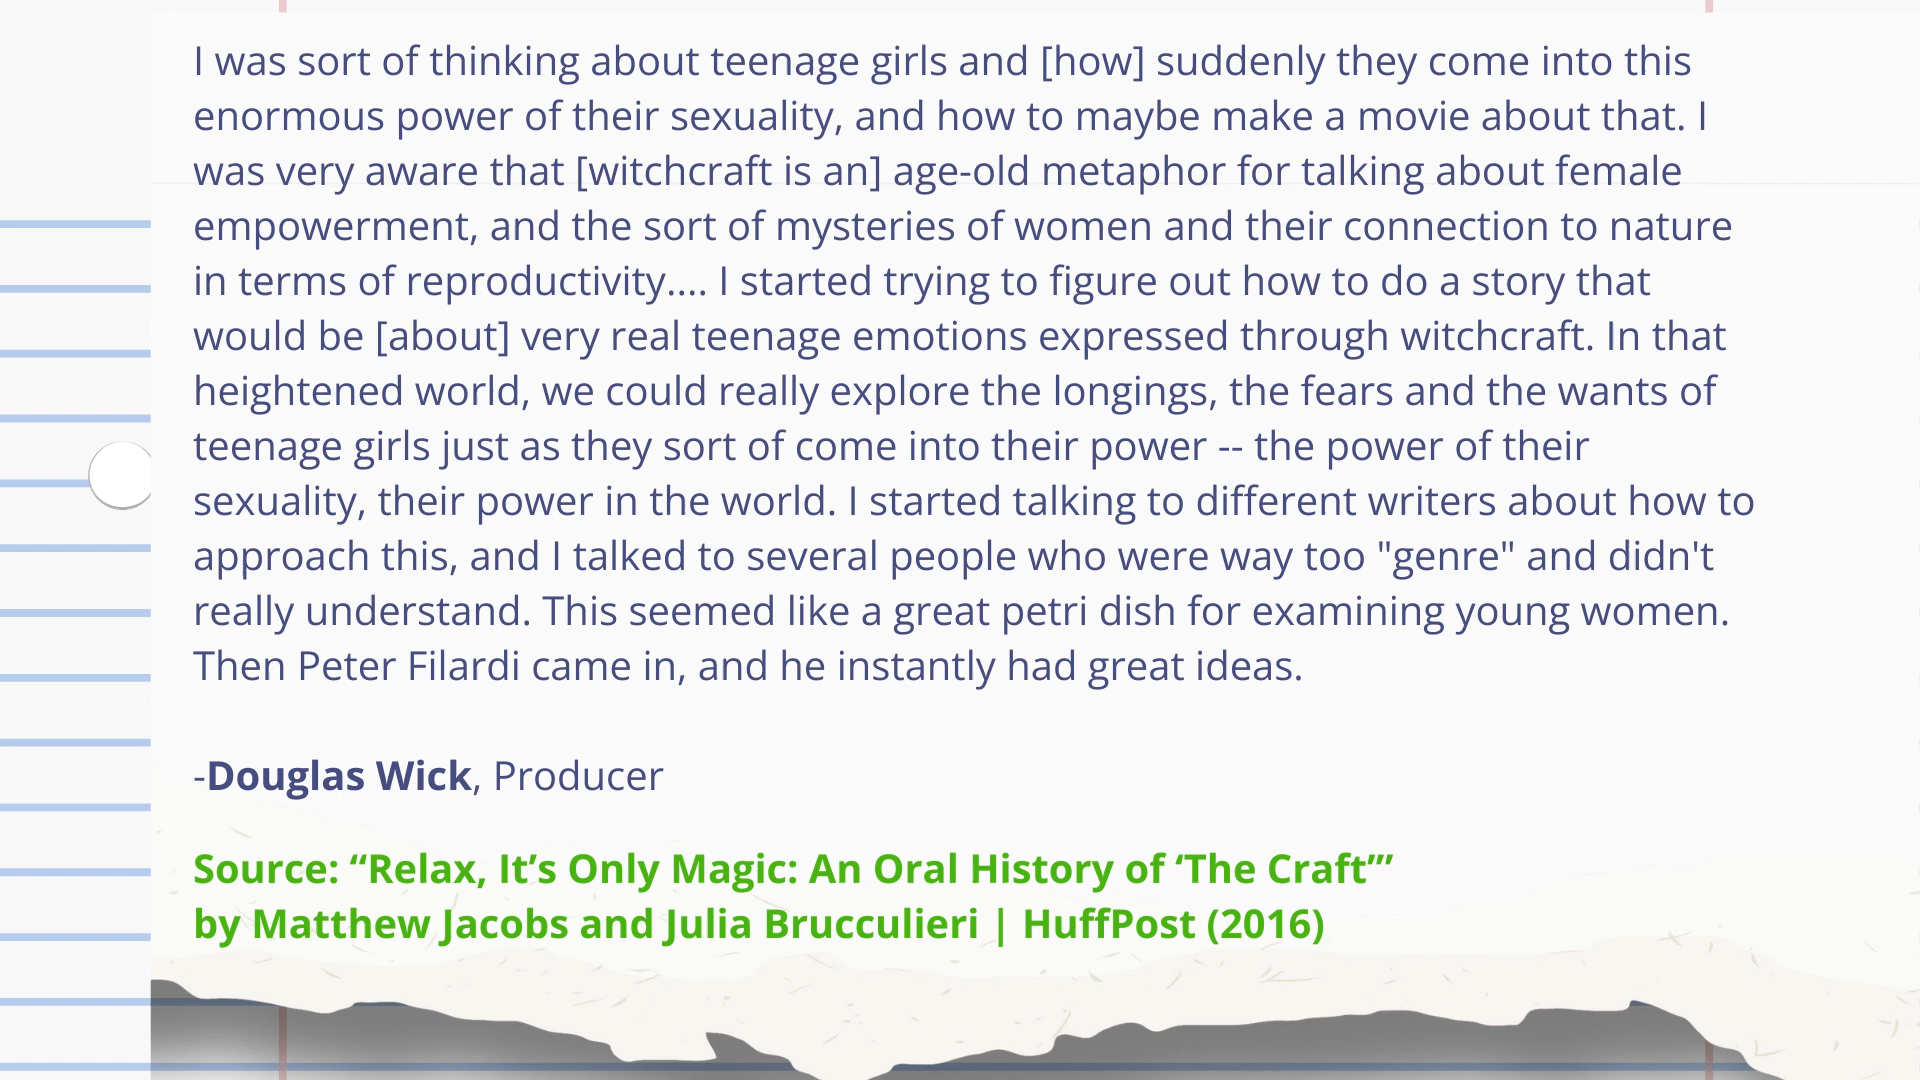 I was sort of thinking about teenage girls and [how] suddenly they come into this
enormous power of their sexuality, and how to maybe make a movie about that. I
was very aware that [witchcraft is an] age-old metaphor for talking about female
empowerment, and the sort of mysteries of women and their connection to nature
in terms of reproductivity.... I started trying to figure out how to do a story that
would be [about] very real teenage emotions expressed through witchcraft. In that
heightened world, we could really explore the longings, the fears and the wants of
teenage girls just as they sort of come into their power -- the power of their
sexuality, their power in the world. I started talking to different writers about how to
approach this, and I talked to several people who were way too "genre" and didn't
really understand. This seemed like a great petri dish for examining young women.
Then Peter Filardi came in, and he instantly had great ideas.
-Douglas Wick, Producer
Source: “Relax, It’s Only Magic: An Oral History of ‘The Craft’”
by Matthew Jacobs and Julia Brucculieri | HuffPost (2016)